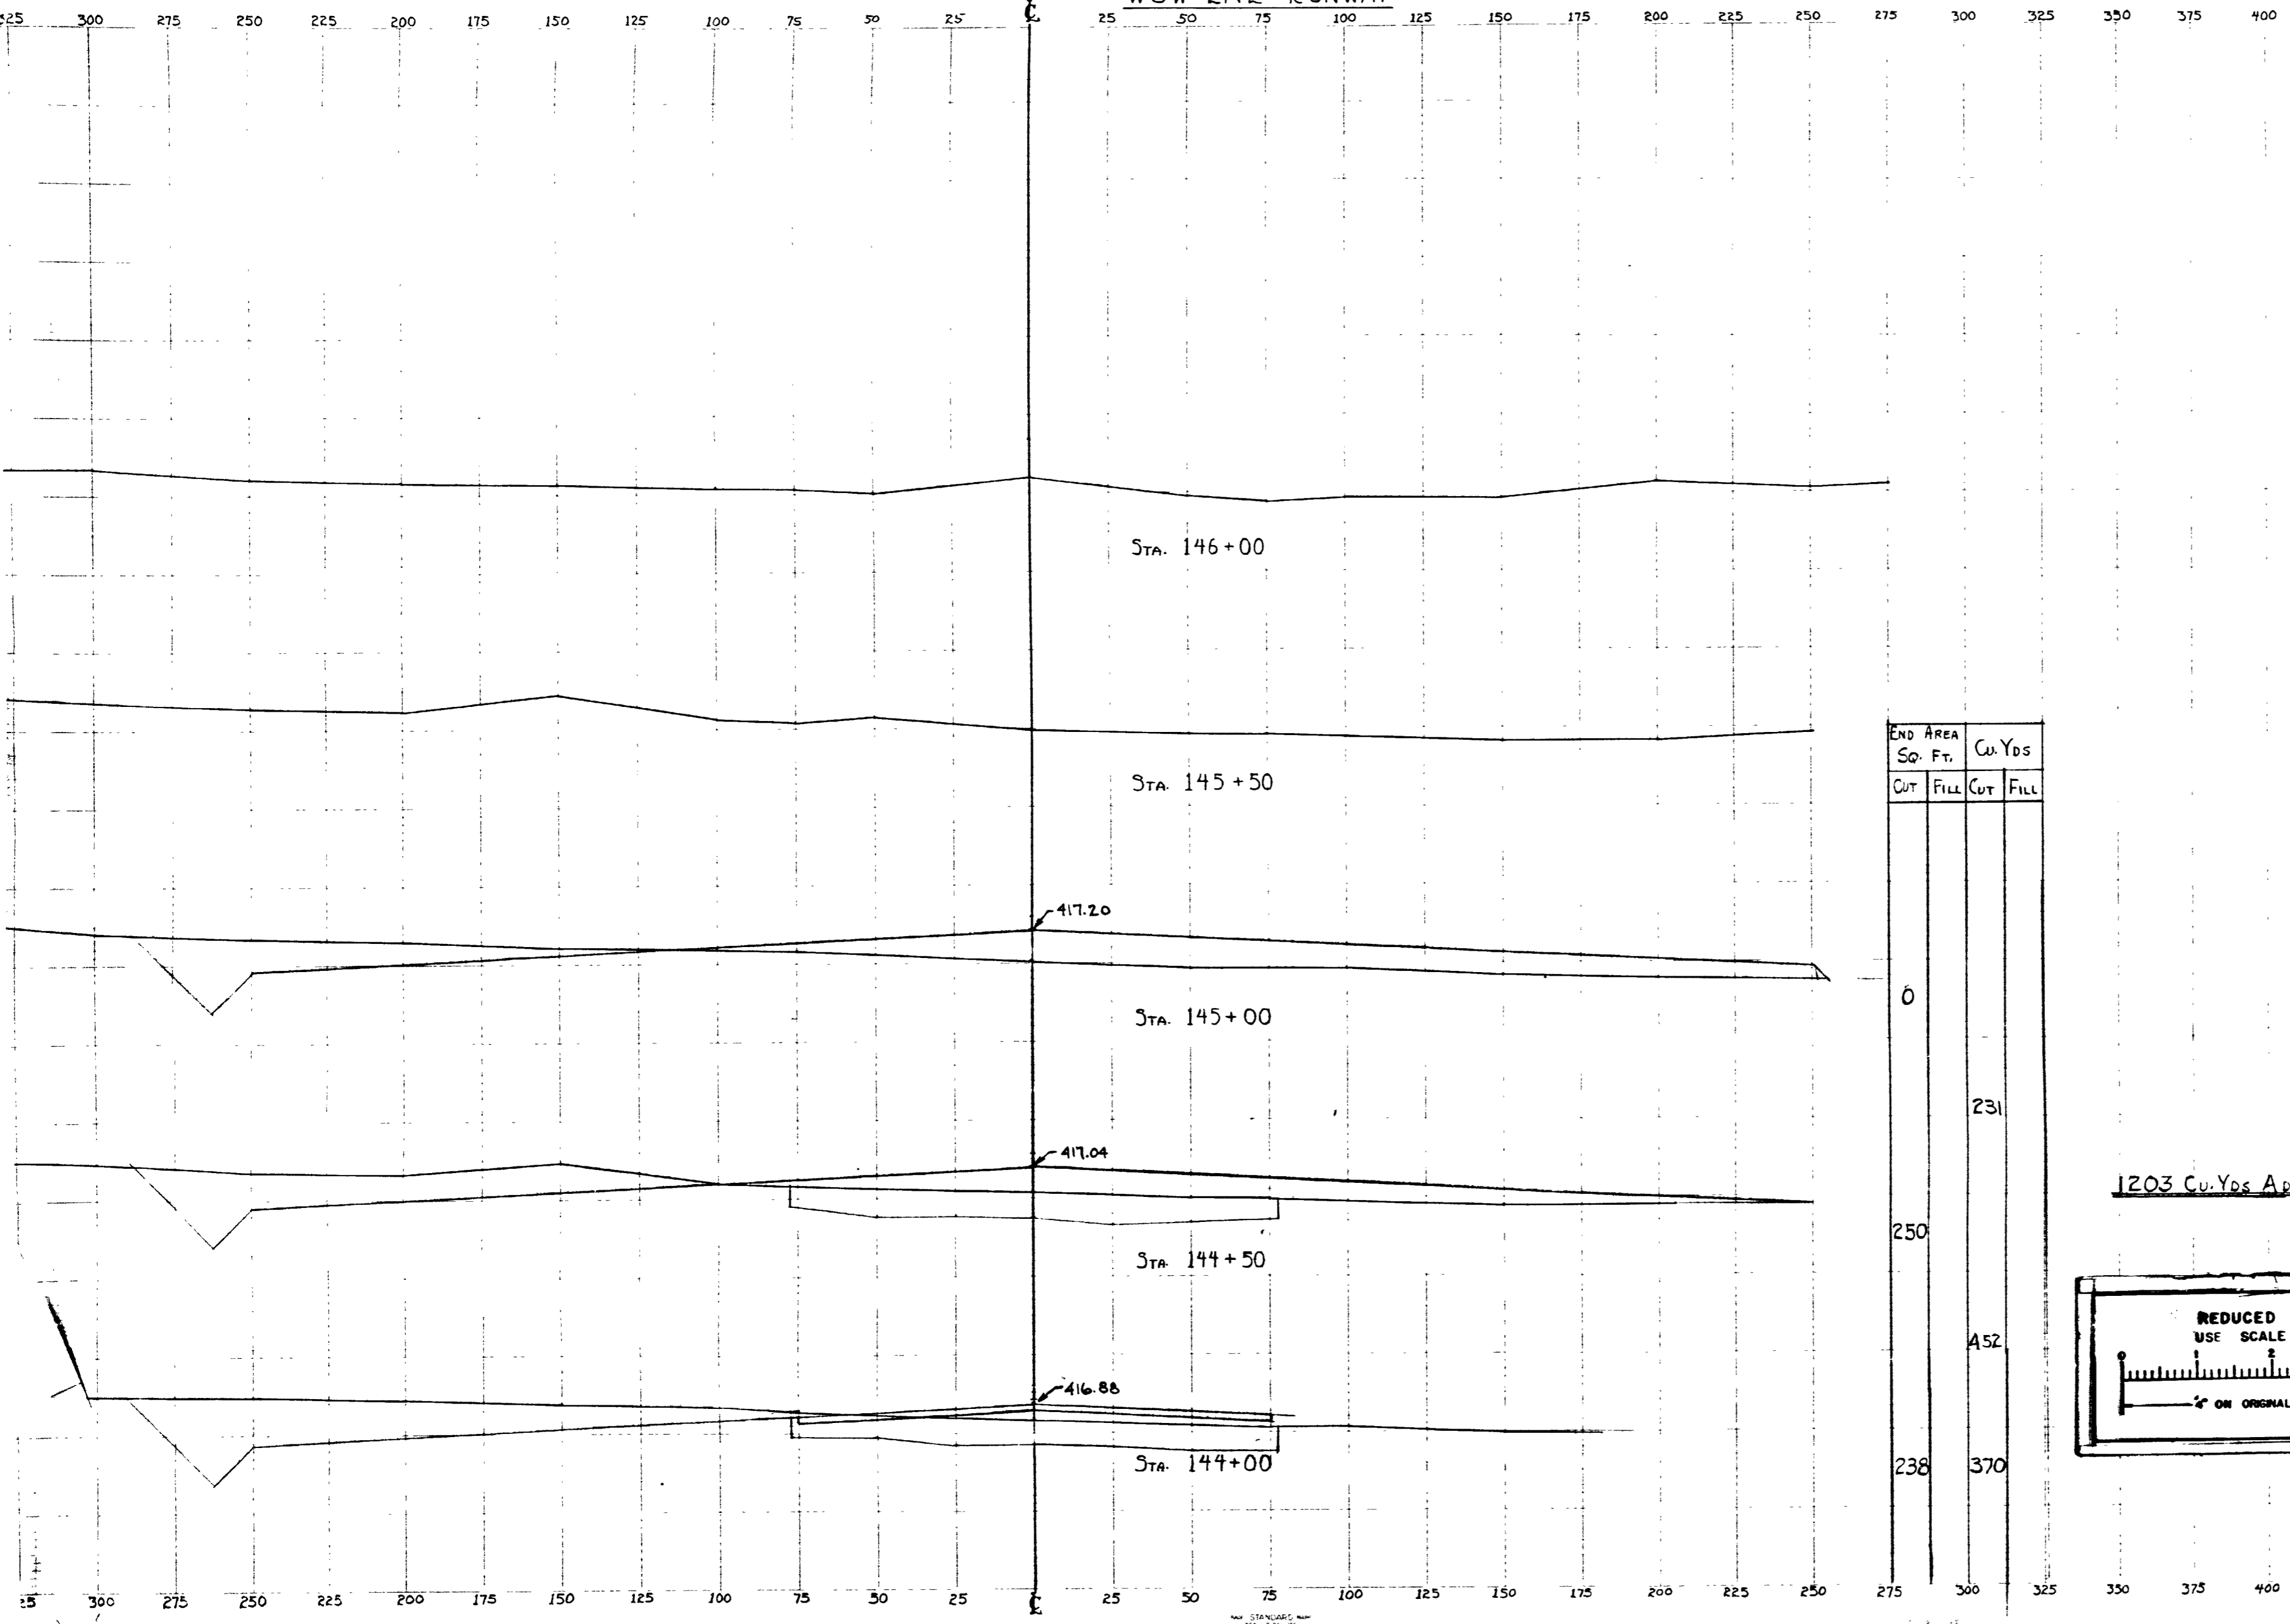 325 300 275 250 225 200 175 150 125 100 75 50 25 ℄ 25 50 75 100 125 150 175 200 225 250 275 300 325 350 375 400
RUNWAY
STA. 146+00
STA. 145+50
END AREA SQ. FT. CU. YDS
CUT FILL CUT FILL
417.20
0
STA. 145+00
231
417.04
1203 CU. YDS
250
STA. 144+50
REDUCED
USE SCALE
0 1 2
ON ORIGINAL
452
416.88
STA. 144+00
238 370
300 275 250 225 200 175 150 125 100 75 50 25 ℄ 25 50 75 100 125 150 175 200 225 250 275 300 325 350 375 400
STANDARD